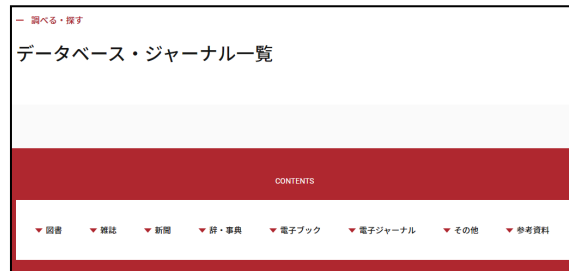 ー 調べる・探す
データベース・ジャーナル一覧
CONTENTS
▼ 図書 ▼ 雑誌 ▼ 新聞 ▼ 辞・事典 ▼ 電子ブック ▼ 電子ジャーナル ▼ その他 ▼ 参考資料